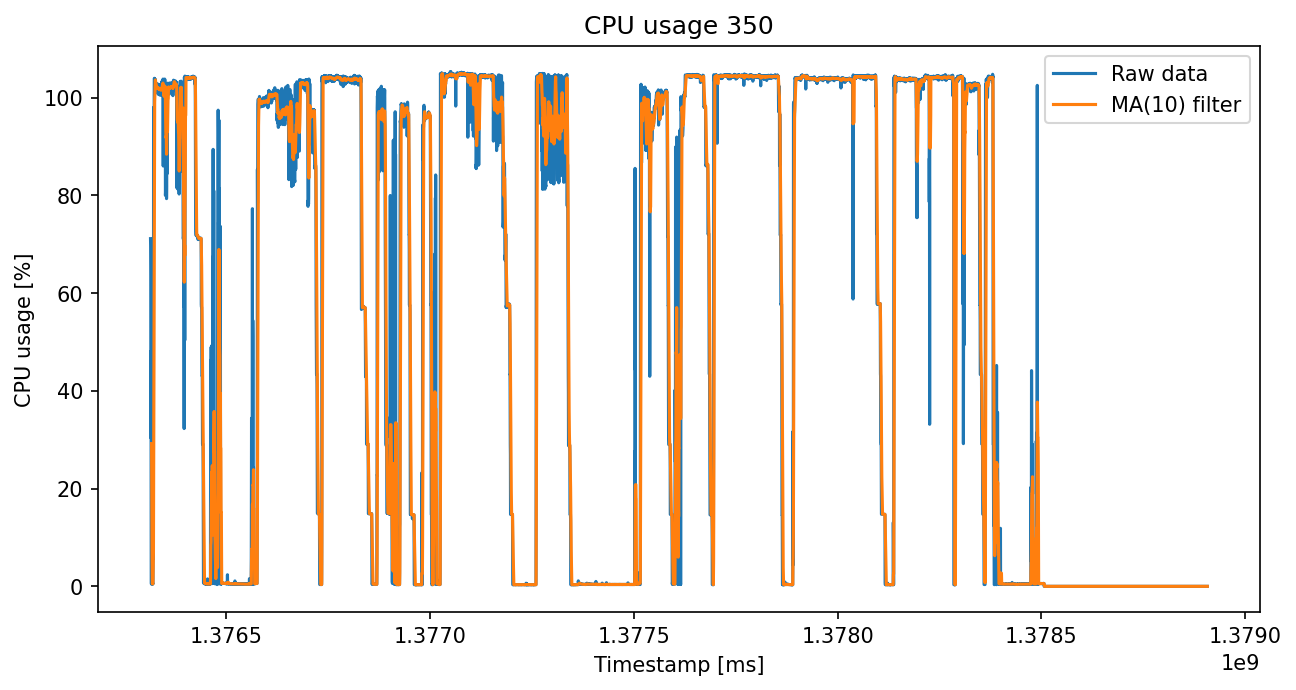 CPU usage 350
Raw data
MA(10) filter
CPU usage [%]
100
80
60
40
20
0
1.3765
1.3770
1.3775
1.3780
1.3785
1.3790
Timestamp [ms]
1e9